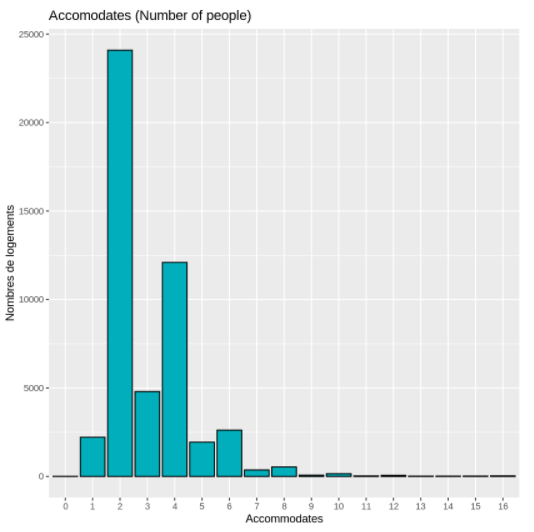 Accomodates (Number of people)
25000
20000
15000
10000
5000
0
Nombres de logements
0 1 2 3 4 5 6 7 8 9 10 11 12 13 14 15 16
Accommodates